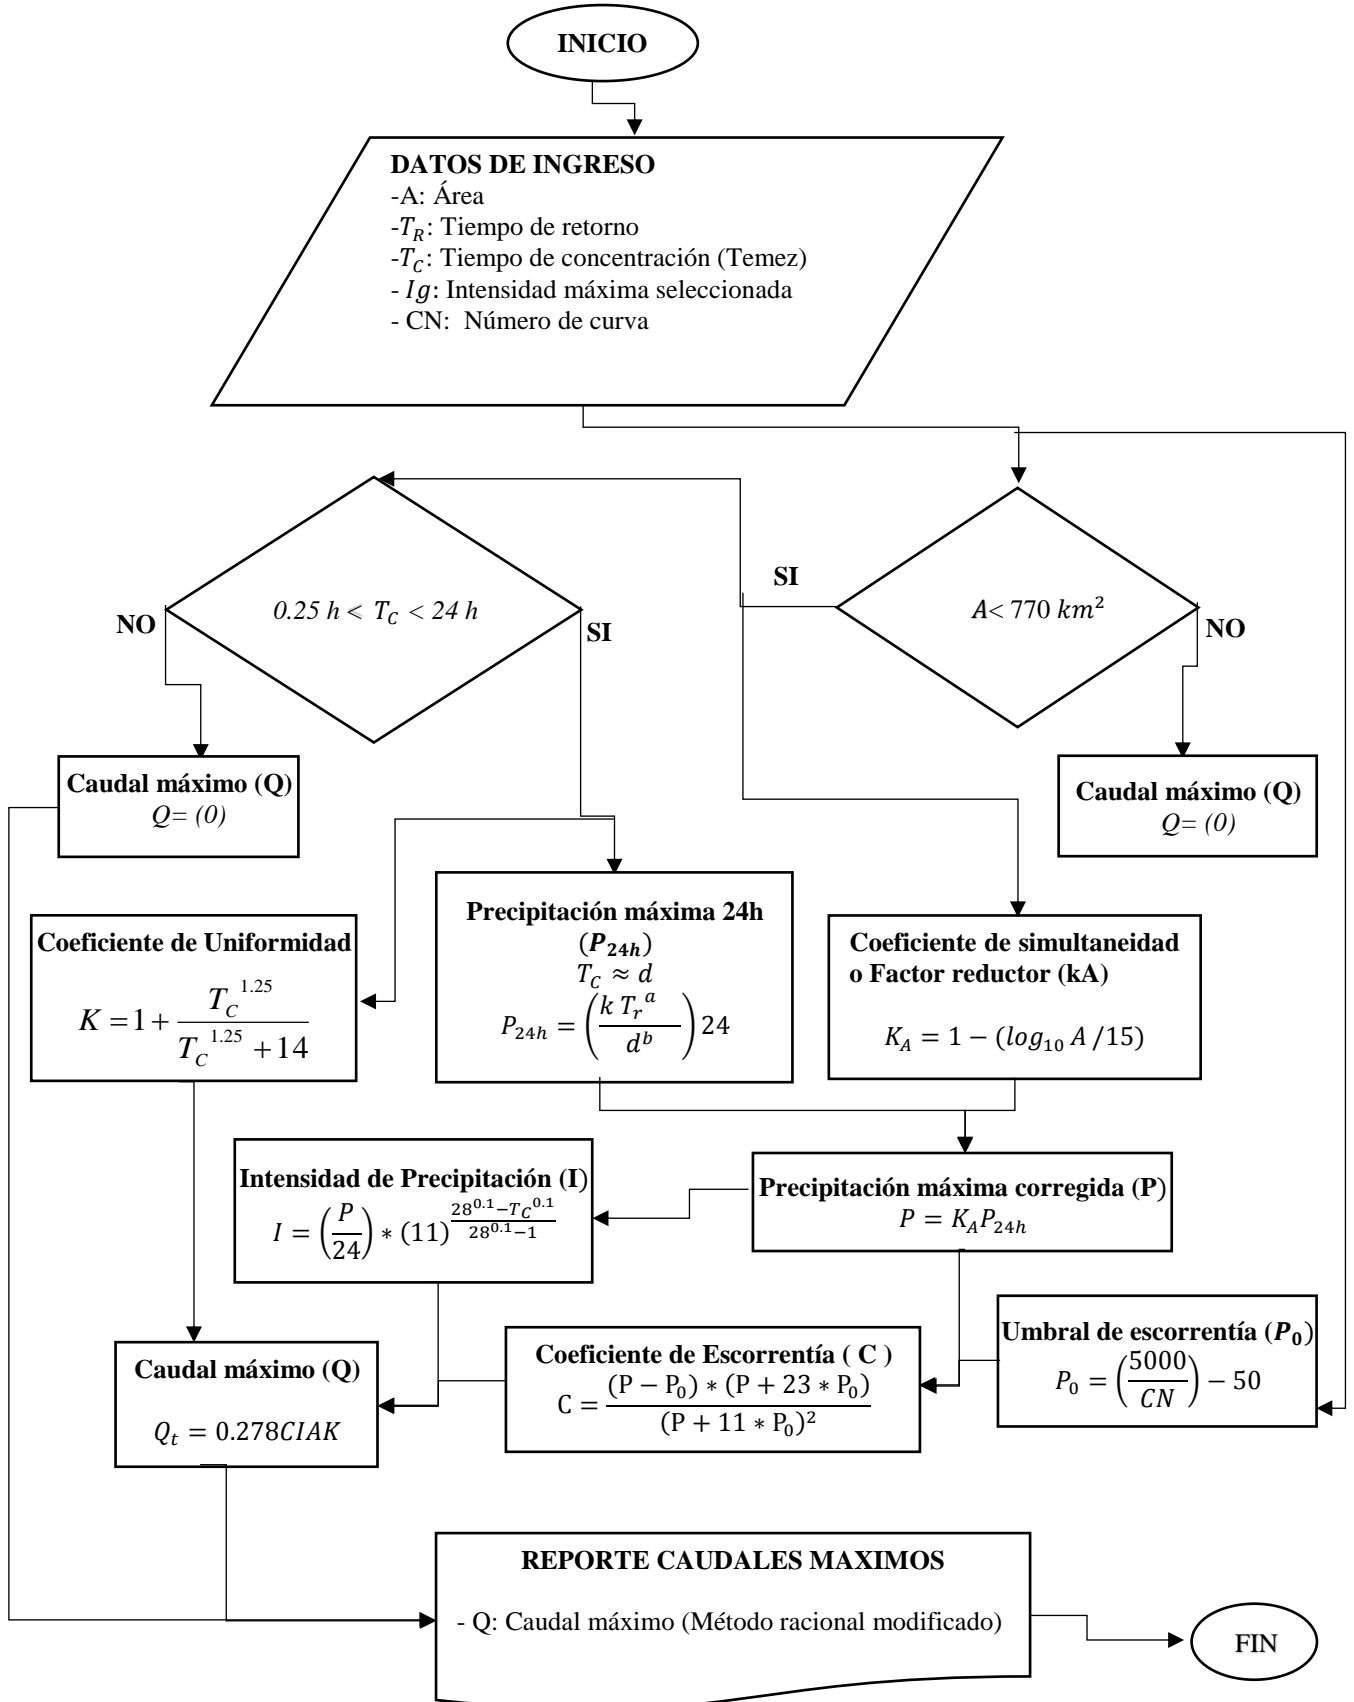 INICIO
DATOS DE INGRESO
-A: Área
-T_R: Tiempo de retorno
-T_C: Tiempo de concentración (Temez)
- Ig: Intensidad máxima seleccionada
- CN: Número de curva
0.25 h < T_C < 24 h
NO
SI
SI
A< 770 km²
NO
Caudal máximo (Q)
Q= (0)
Caudal máximo (Q)
Q= (0)
Coeficiente de Uniformidad
K = 1 + T_C^1.25 / (T_C^1.25 + 14)
Precipitación máxima 24h
(P_24h)
T_C ≈ d
P_24h = (k T_r^a / d^b) 24
Coeficiente de simultaneidad
o Factor reductor (kA)
K_A = 1 − (log_10 A /15)
Intensidad de Precipitación (I)
I = (P/24) ∗ (11)^((28^0.1 − T_C^0.1)/(28^0.1 − 1))
Precipitación máxima corregida (P)
P = K_A P_24h
Caudal máximo (Q)
Q_t = 0.278CIAK
Coeficiente de Escorrentía ( C )
C = (P − P_0) ∗ (P + 23 ∗ P_0) / (P + 11 ∗ P_0)²
Umbral de escorrentía (P_0)
P_0 = (5000/CN) − 50
REPORTE CAUDALES MAXIMOS
- Q: Caudal máximo (Método racional modificado)
FIN